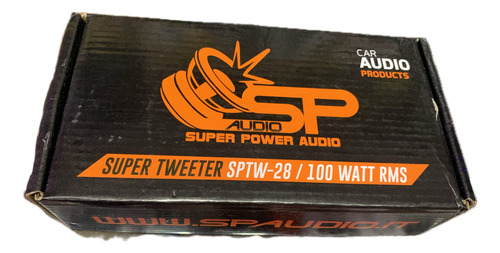 CAR
AUDIO
PRODUCTS
SP
AUDIO
SUPER POWER AUDIO
SUPER TWEETER SPTW-28 / 100 WATT RMS
WWW.SPAUDIO.IT